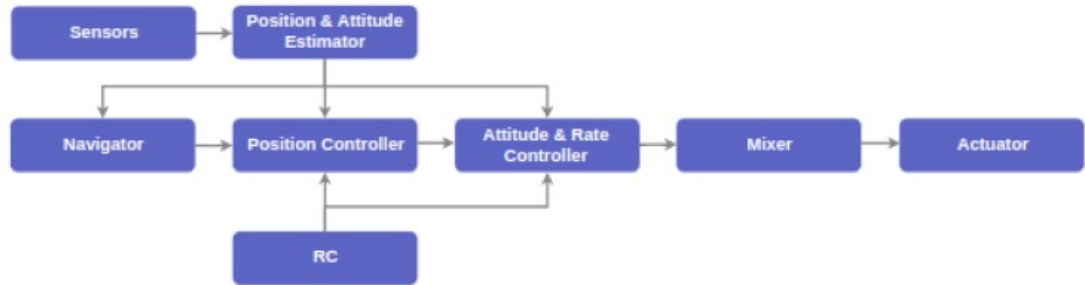 Sensors
Position & Attitude
Estimator
Navigator
Position Controller
Attitude & Rate
Controller
Mixer
Actuator
RC